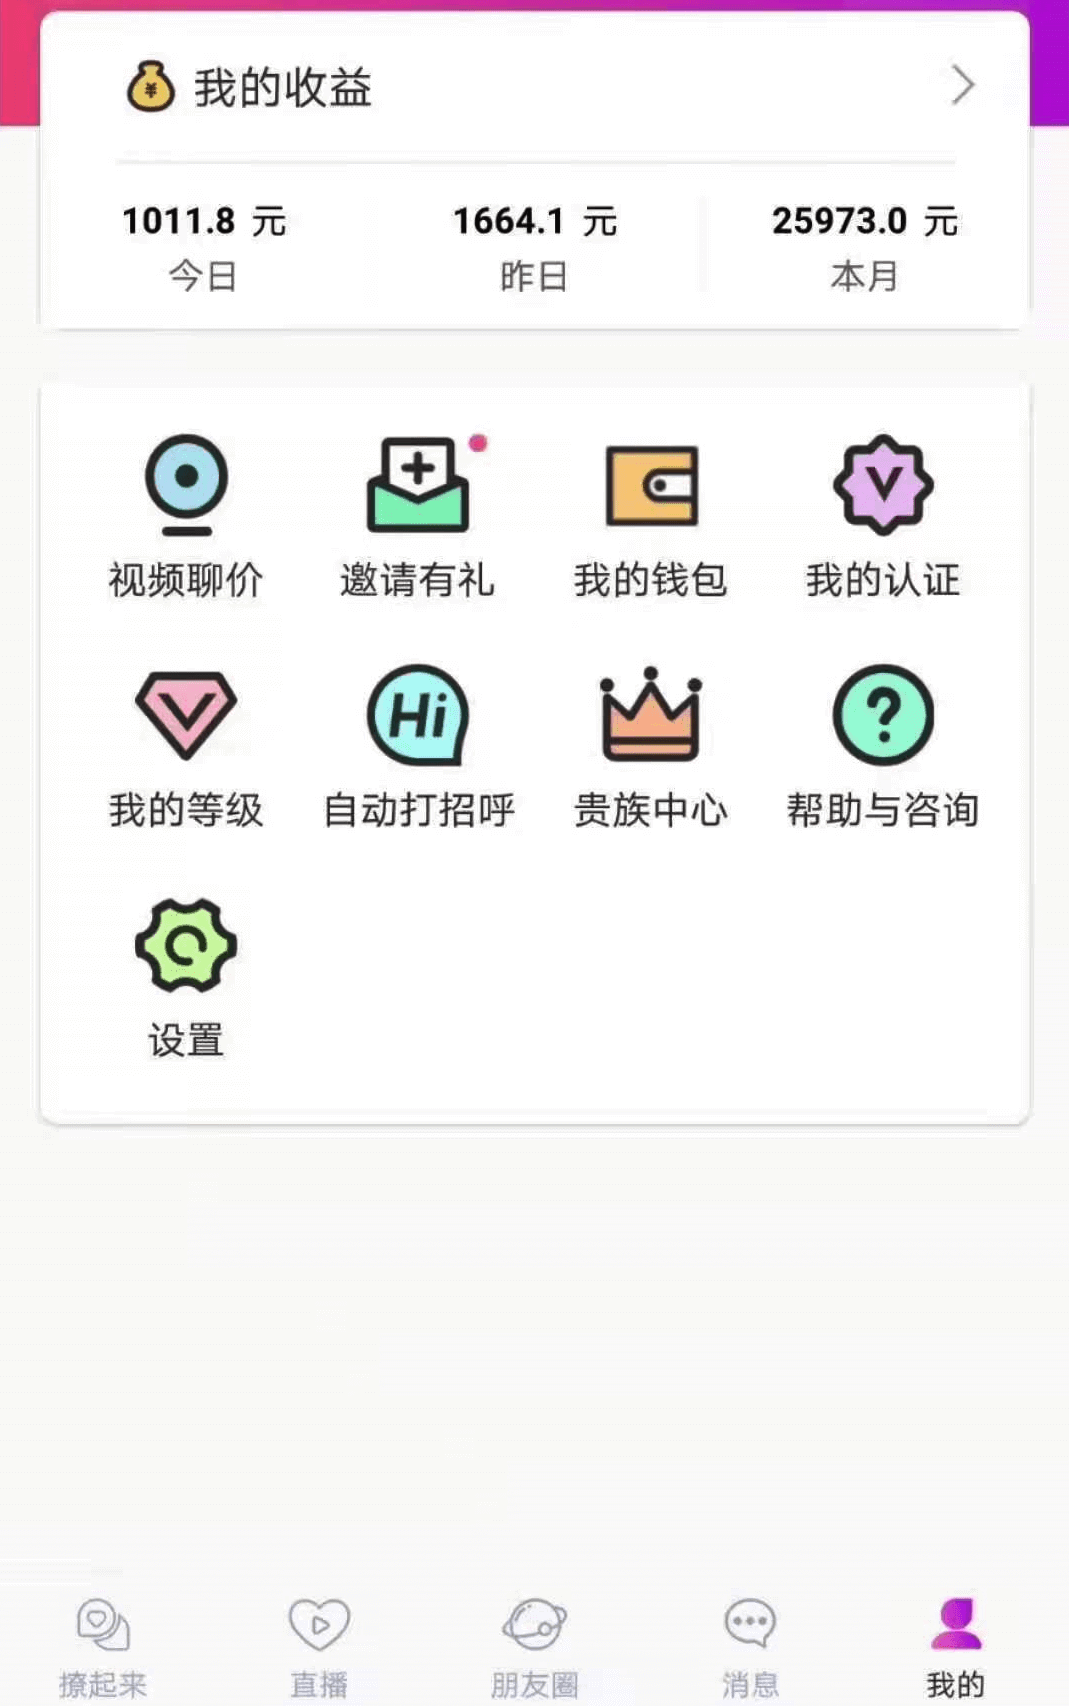 我的收益
1011.8 元 1664.1 元 25973.0 元
今日 昨日 本月
视频聊价 邀请有礼 我的钱包 我的认证
Hi
我的等级 自动打招呼 贵族中心 帮助与咨询
设置
撩起来 直播 朋友圈 消息 我的